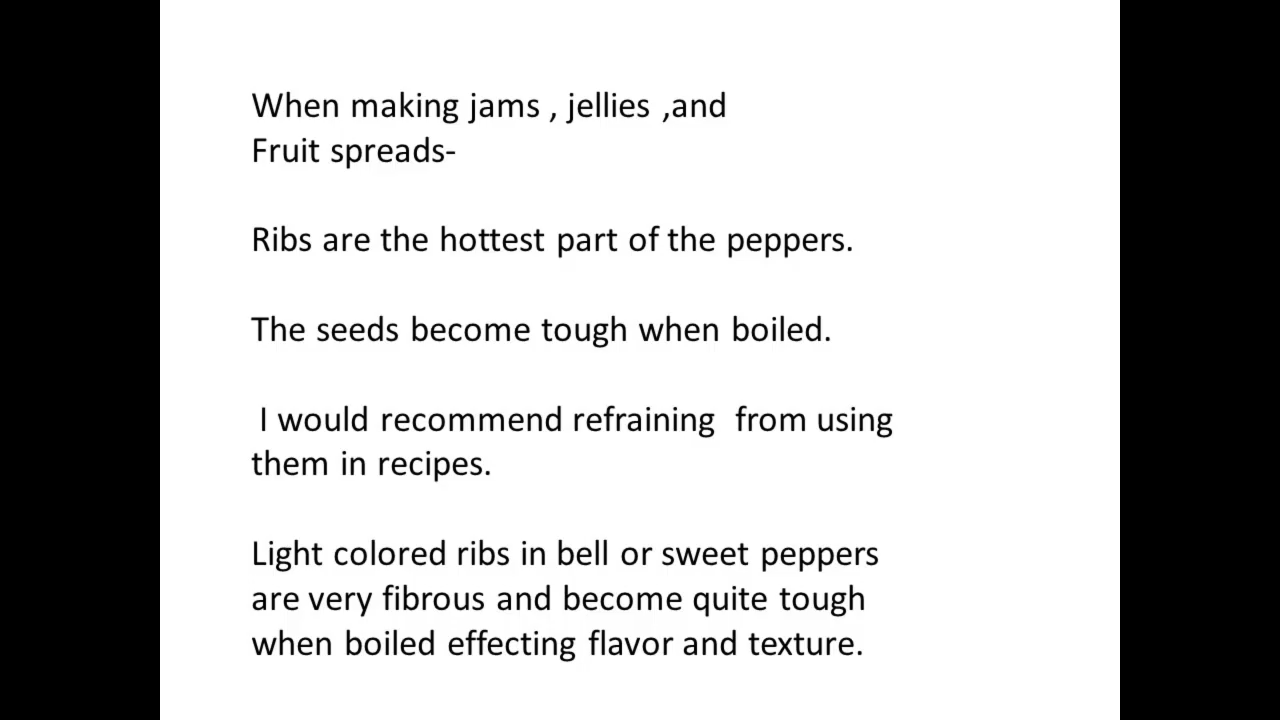 When making jams , jellies ,and
Fruit spreads-
Ribs are the hottest part of the peppers.
The seeds become tough when boiled.
I would recommend refraining  from using
them in recipes.
Light colored ribs in bell or sweet peppers
are very fibrous and become quite tough
when boiled effecting flavor and texture.